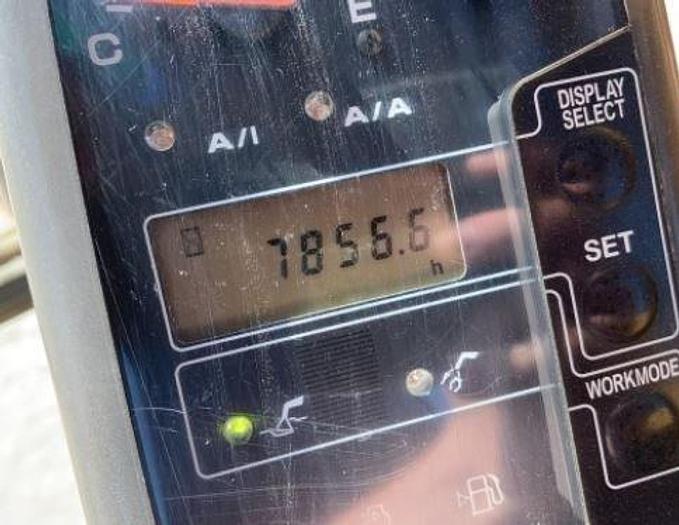 E
C
A/I
A/A
DISPLAY
SELECT
7856.6
h
SET
WORKMODE